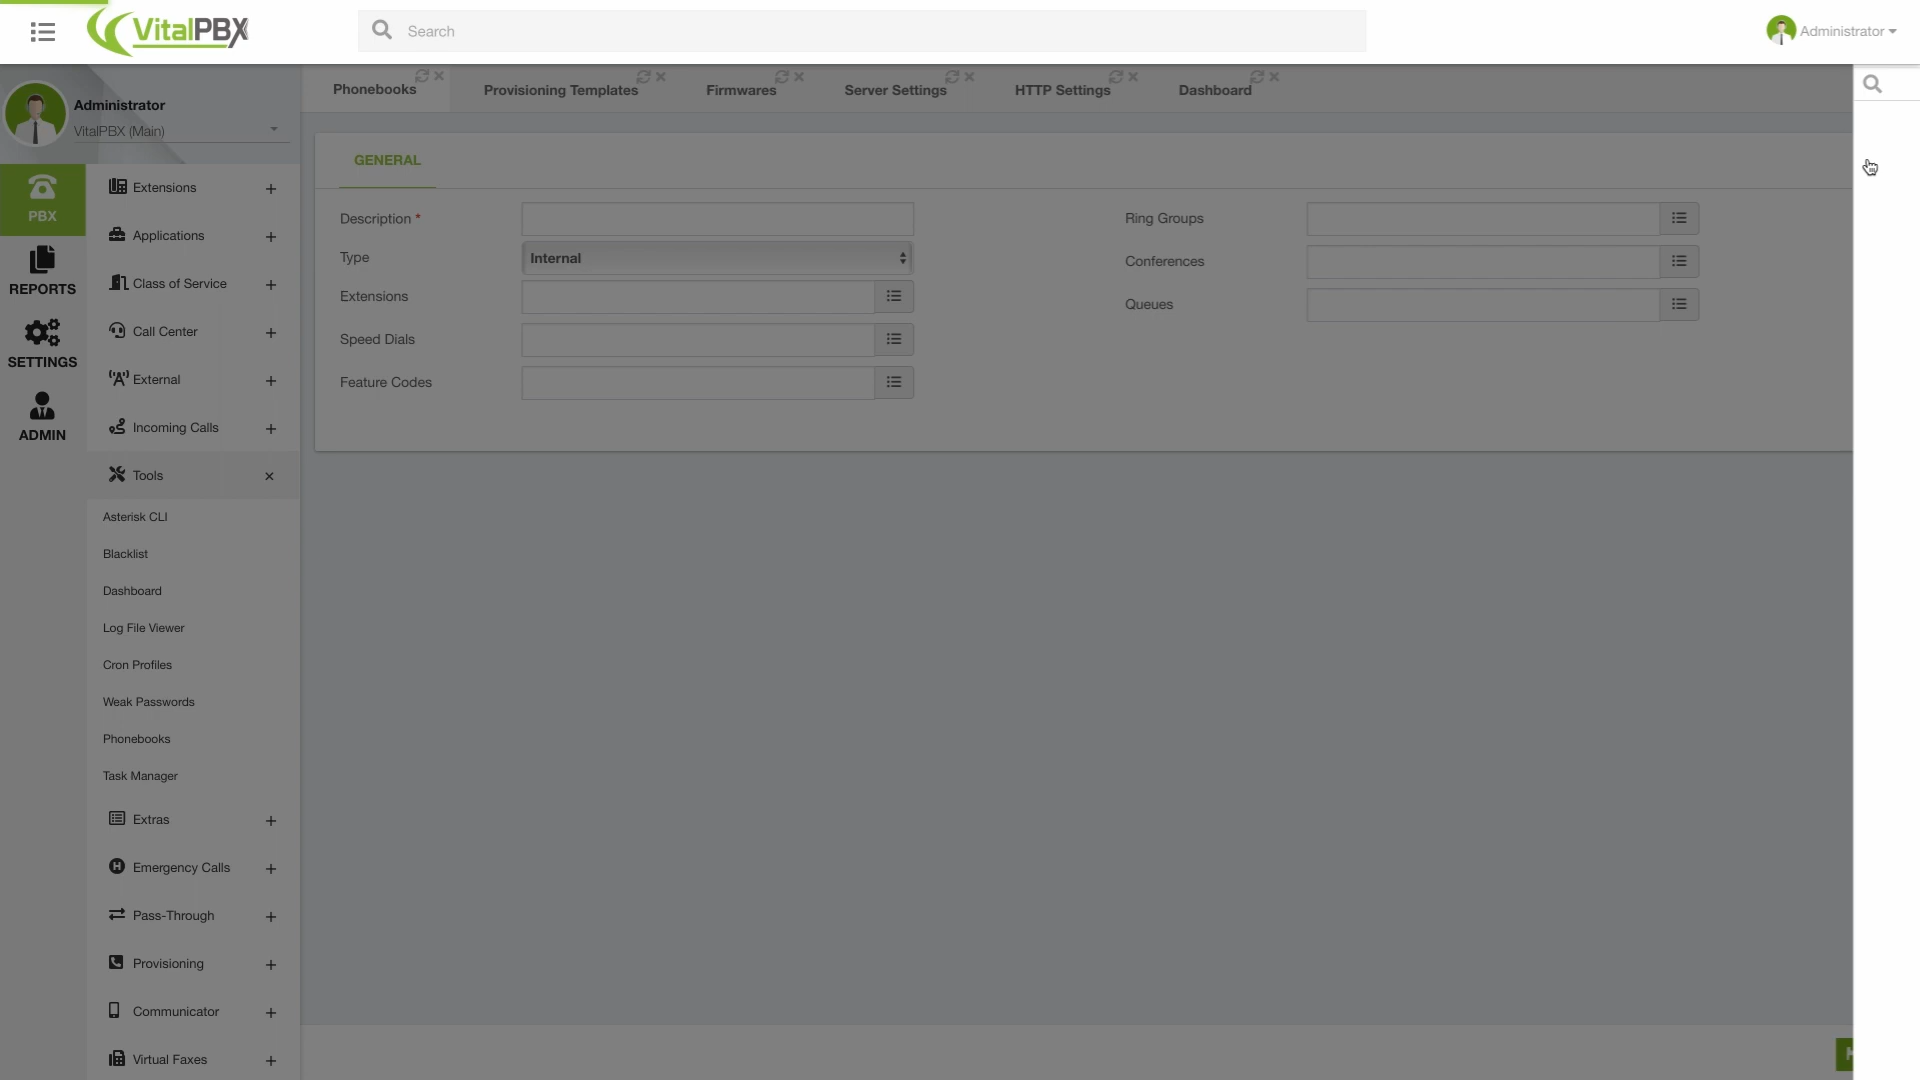 VitalPBX
Search
Administrator
Administrator
VitalPBX (Main)
Phonebooks
Provisioning Templates
Firmwares
Server Settings
HTTP Settings
Dashboard
PBX
REPORTS
SETTINGS
ADMIN
Extensions
Applications
Class of Service
Call Center
External
Incoming Calls
Tools
Asterisk CLI
Blacklist
Dashboard
Log File Viewer
Cron Profiles
Weak Passwords
Phonebooks
Task Manager
Extras
Emergency Calls
Pass-Through
Provisioning
Communicator
Virtual Faxes
GENERAL
Description *
Type
Internal
Extensions
Speed Dials
Feature Codes
Ring Groups
Conferences
Queues